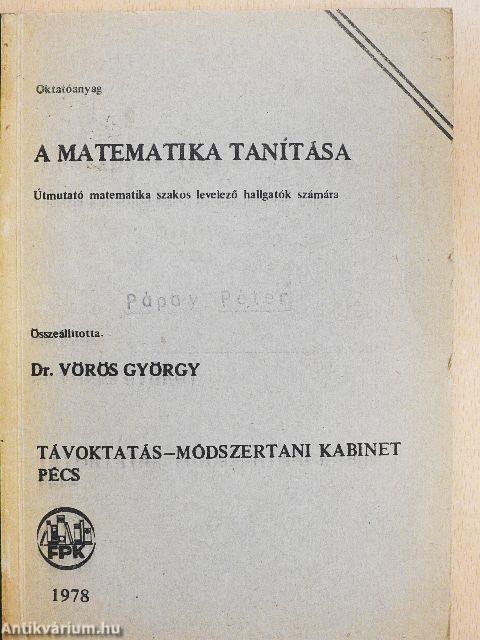 Oktatóanyag
A MATEMATIKA TANÍTÁSA
Útmutató matematika szakos levelező hallgatók számára
Pápay Péter
Összeállította.
Dr. VÖRÖS GYÖRGY
TÁVOKTATÁS–MÓDSZERTANI KABINET
PÉCS
FPK
1978
Antikvárium.hu